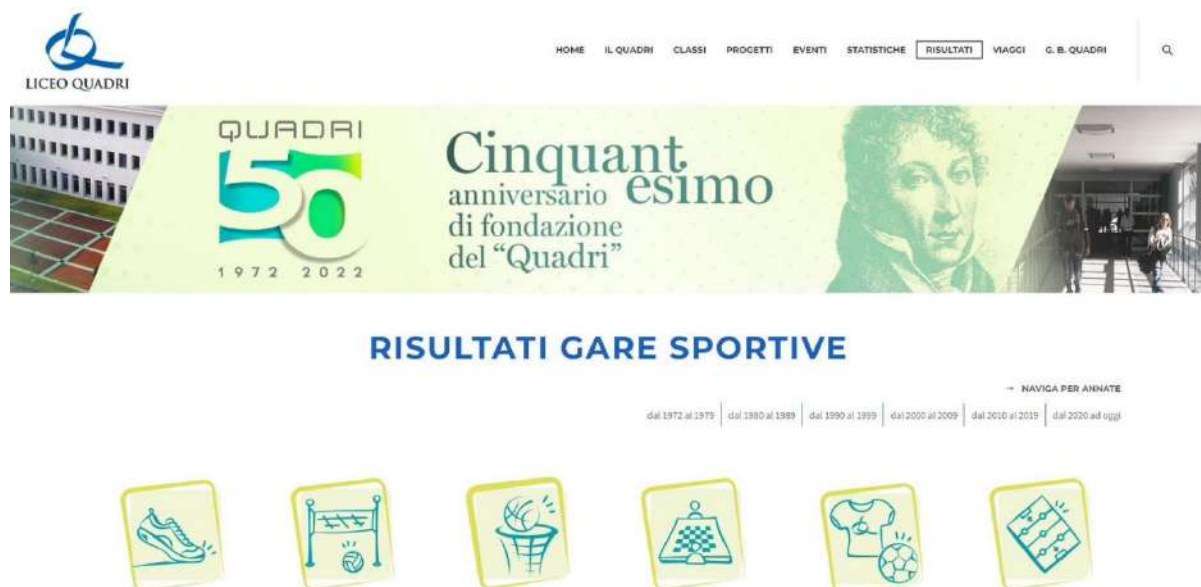 LICEO QUADRI
HOME IL QUADRI CLASSI PROGETTI EVENTI STATISTICHE RISULTATI VIAGGI G. B. QUADRI
QUADRI
50
1972 2022
Cinquant
esimo
anniversario
di fondazione
del “Quadri”
RISULTATI GARE SPORTIVE
→ NAVIGA PER ANNATE
dal 1972 al 1979 | dal 1980 al 1989 | dal 1990 al 1999 | dal 2000 al 2009 | dal 2010 al 2019 | dal 2020 ad oggi